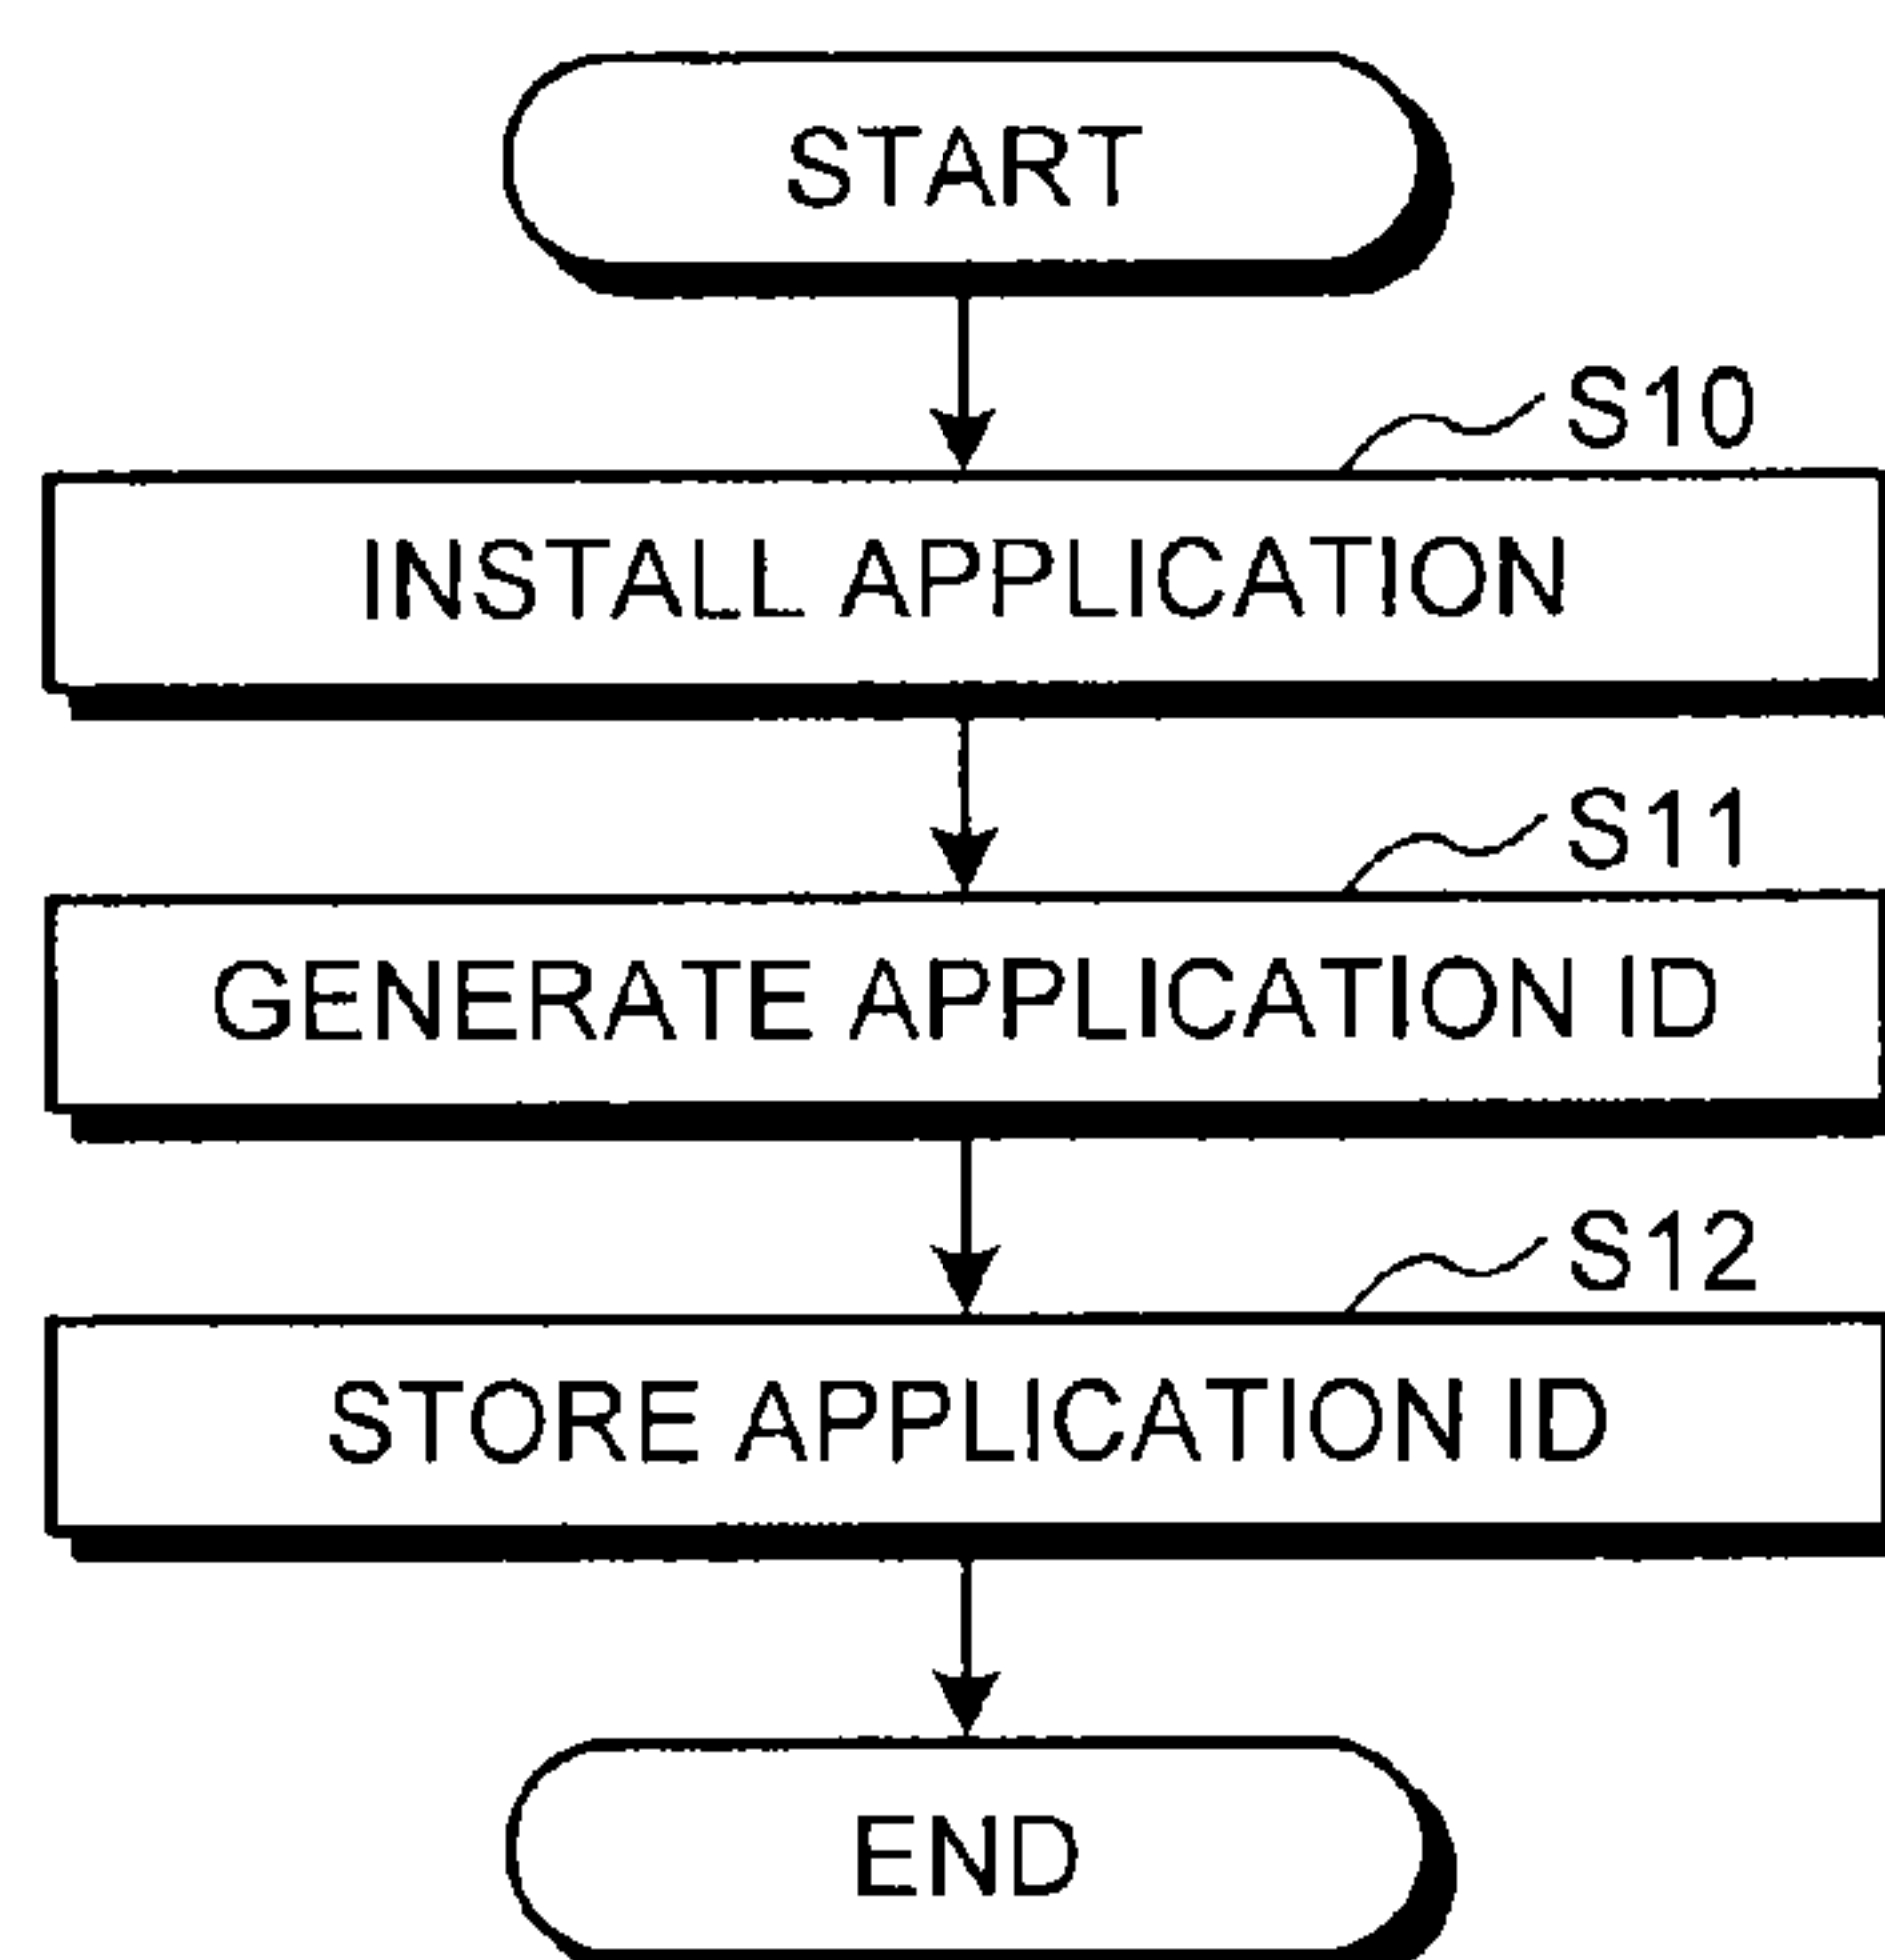 START
S10
INSTALL APPLICATION
S11
GENERATE APPLICATION ID
S12
STORE APPLICATION ID
END